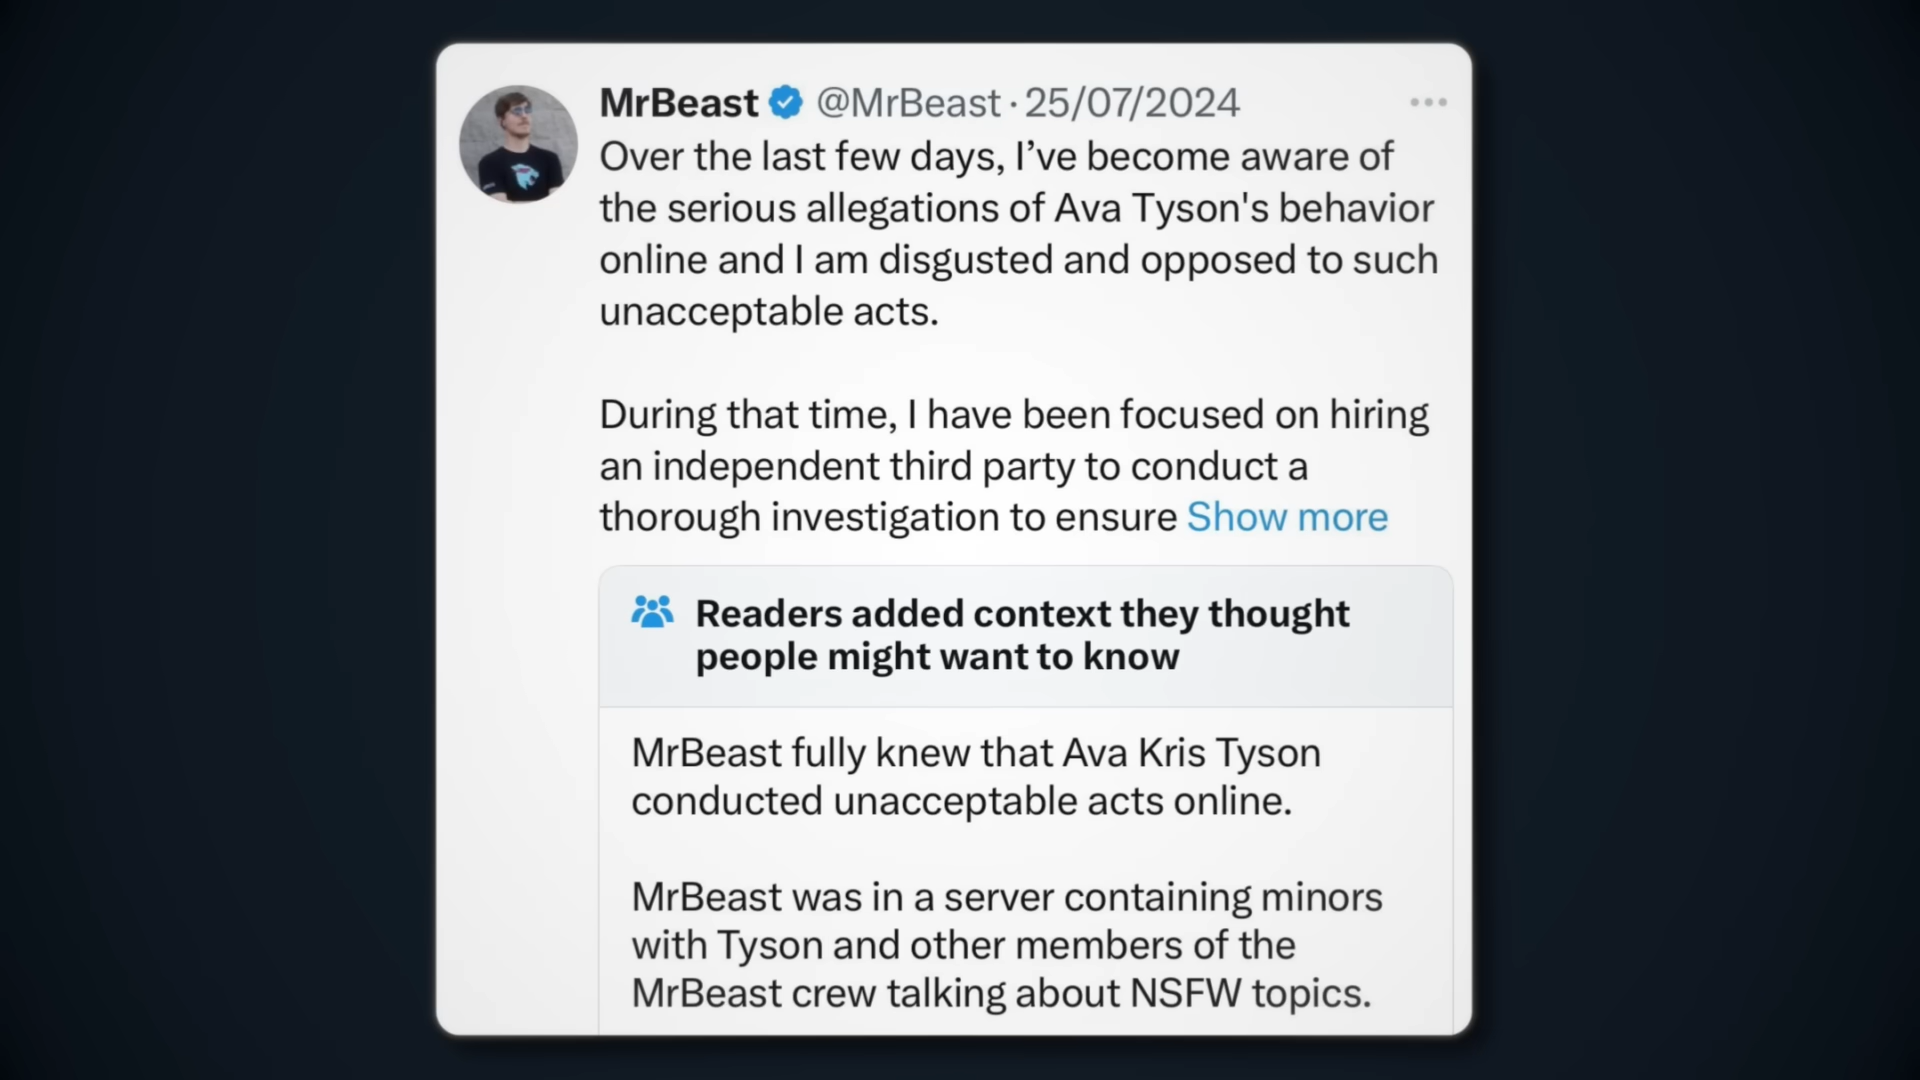 MrBeast @MrBeast · 25/07/2024
Over the last few days, I’ve become aware of
the serious allegations of Ava Tyson's behavior
online and I am disgusted and opposed to such
unacceptable acts.
During that time, I have been focused on hiring
an independent third party to conduct a
thorough investigation to ensure Show more
Readers added context they thought
people might want to know
MrBeast fully knew that Ava Kris Tyson
conducted unacceptable acts online.
MrBeast was in a server containing minors
with Tyson and other members of the
MrBeast crew talking about NSFW topics.